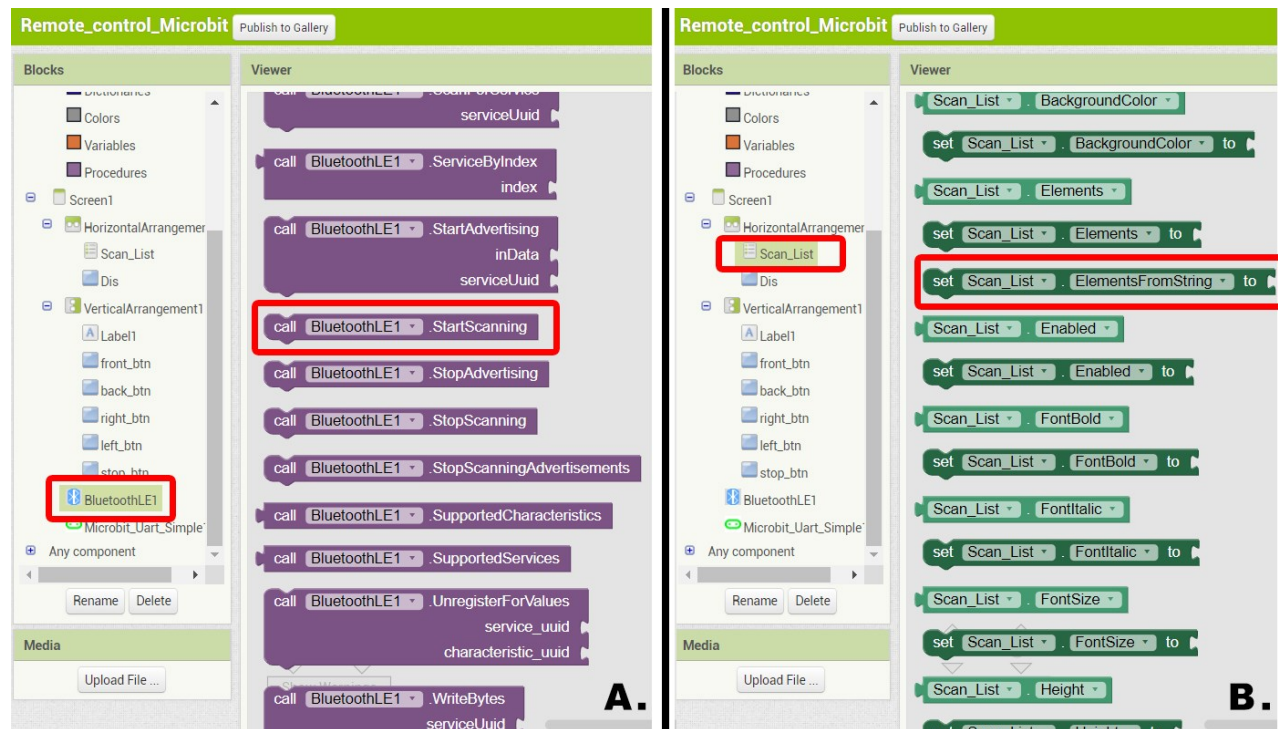 Remote_control_Microbit Publish to Gallery
Blocks
Viewer
Dictionaries
Colors
Variables
Procedures
Screen1
HorizontalArrangemer
Scan_List
Dis
VerticalArrangement1
Label1
front_btn
back_btn
right_btn
left_btn
stop_btn
BluetoothLE1
Microbit_Uart_Simple
Any component
Rename Delete
Media
Upload File ...
call BluetoothLE1 .ScanForService
serviceUuid
call BluetoothLE1 .ServiceByIndex
index
call BluetoothLE1 .StartAdvertising
inData
serviceUuid
call BluetoothLE1 .StartScanning
call BluetoothLE1 .StopAdvertising
call BluetoothLE1 .StopScanning
call BluetoothLE1 .StopScanningAdvertisements
call BluetoothLE1 .SupportedCharacteristics
call BluetoothLE1 .SupportedServices
call BluetoothLE1 .UnregisterForValues
service_uuid
characteristic_uuid
Show Warnings
call BluetoothLE1 .WriteBytes
serviceUuid
A.
Remote_control_Microbit Publish to Gallery
Blocks
Viewer
Dictionaries
Colors
Variables
Procedures
Screen1
HorizontalArrangemer
Scan_List
Dis
VerticalArrangement1
Label1
front_btn
back_btn
right_btn
left_btn
stop_btn
BluetoothLE1
Microbit_Uart_Simple
Any component
Rename Delete
Media
Upload File ...
Scan_List . BackgroundColor
set Scan_List . BackgroundColor to
Scan_List . Elements
set Scan_List . Elements to
set Scan_List . ElementsFromString to
Scan_List . Enabled
set Scan_List . Enabled to
Scan_List . FontBold
set Scan_List . FontBold to
Scan_List . FontItalic
set Scan_List . FontItalic to
Scan_List . FontSize
set Scan_List . FontSize to
Scan_List . Height
B.